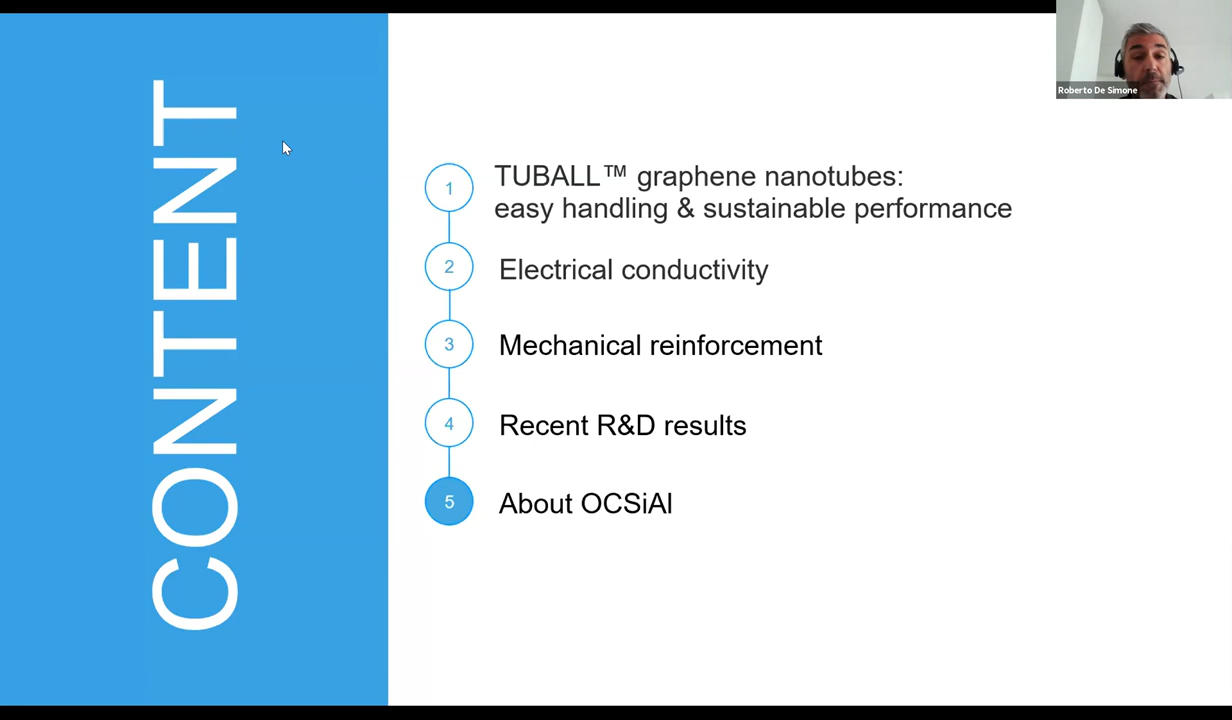 CONTENT
Roberto De Simone
1
TUBALL™ graphene nanotubes:
easy handling & sustainable performance
2
Electrical conductivity
3
Mechanical reinforcement
4
Recent R&D results
5
About OCSiAl